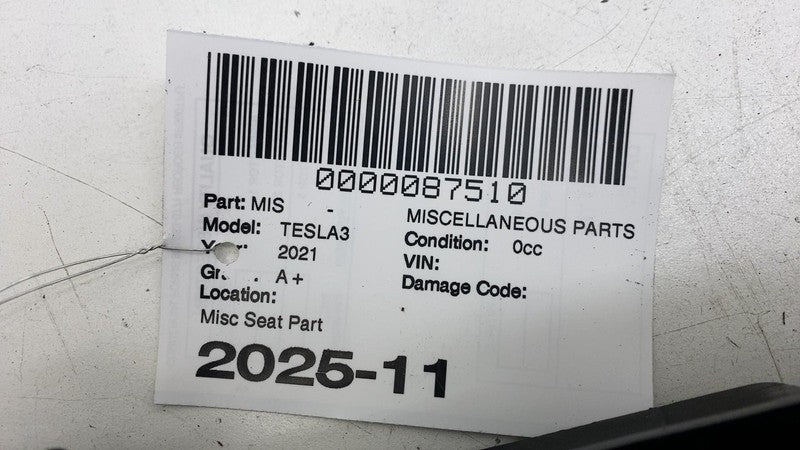 0000087510
Part: MIS -
MISCELLANEOUS PARTS
Model: TESLA3
Condition: 0cc
2021
VIN:
A+
Damage Code:
Location:
Misc Seat Part
2025-11